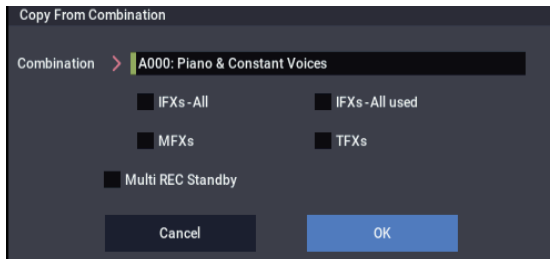 Copy From Combination
Combination > A000: Piano & Constant Voices
IFXs-All IFXs-All used
MFXs TFXs
Multi REC Standby
Cancel OK